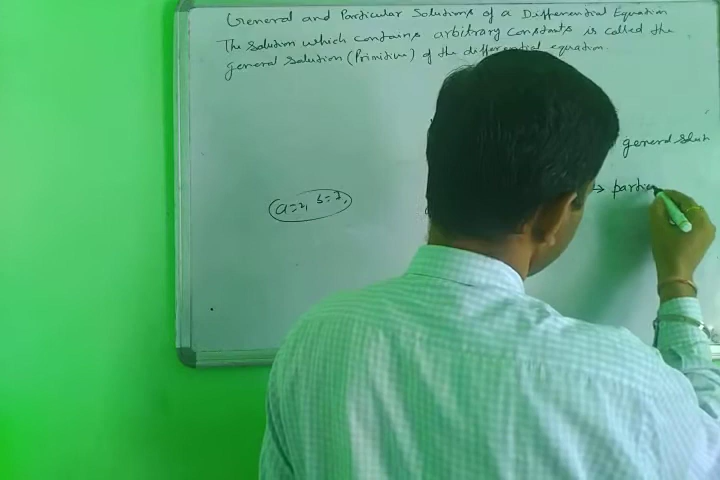 General and Particular Solutions of a Differential Equation
The solution which contains arbitrary constants is called the
general solution (Primitive) of the differential equation.
general solut
a=2, b=3,
→ partic